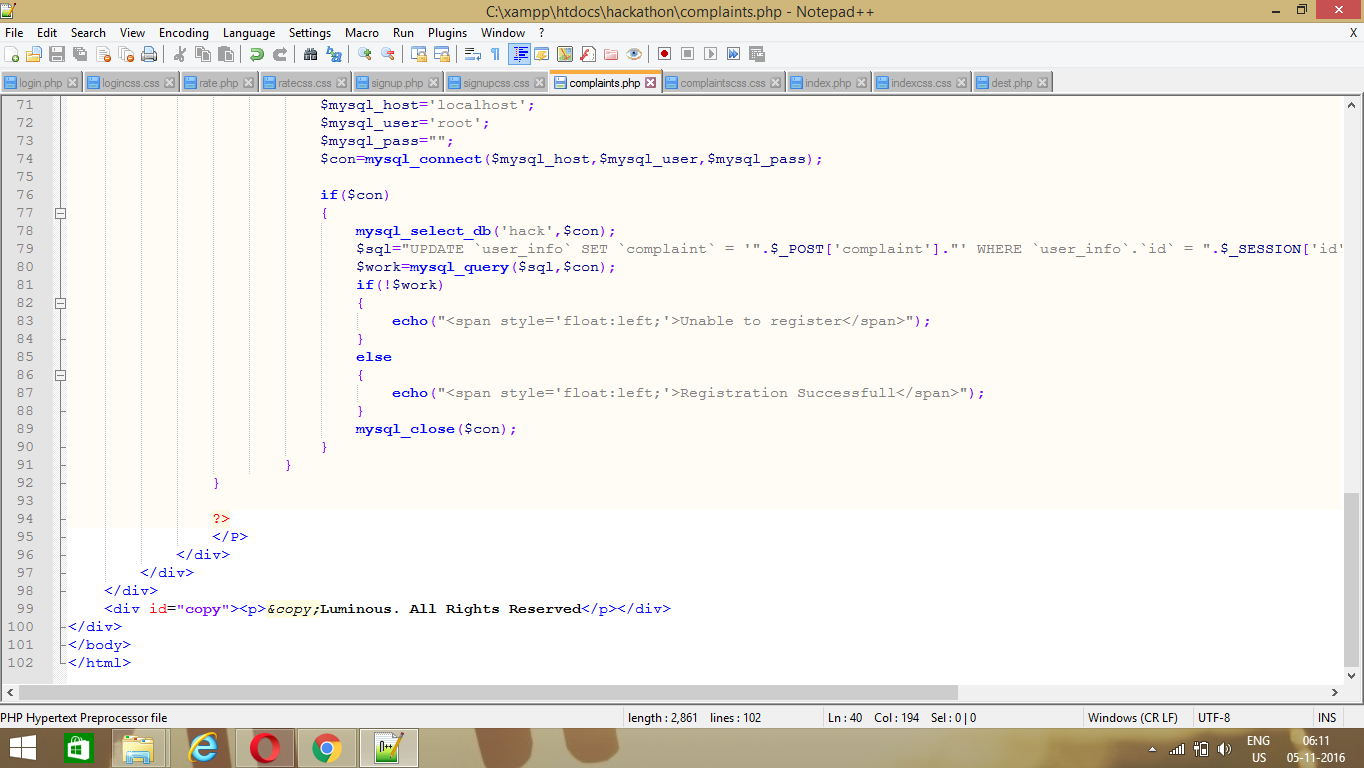 C:\xampp\htdocs\hackathon\complaints.php - Notepad++
File Edit Search View Encoding Language Settings Macro Run Plugins Window ? X
login.php logincss.css rate.php ratecss.css signup.php signupcss.css complaints.php complaintscss.css index.php indexcss.css dest.php
71 $mysql_host='localhost';
72 $mysql_user='root';
73 $mysql_pass="";
74 $con=mysql_connect($mysql_host,$mysql_user,$mysql_pass);
75
76 if($con)
77 {
78 mysql_select_db('hack',$con);
79 $sql="UPDATE `user_info` SET `complaint` = '".$_POST['complaint']."' WHERE `user_info`.`id` = ".$_SESSION['id'
80 $work=mysql_query($sql,$con);
81 if(!$work)
82 {
83 echo("<span style='float:left;'>Unable to register</span>");
84 }
85 else
86 {
87 echo("<span style='float:left;'>Registration Successfull</span>");
88 }
89 mysql_close($con);
90 }
91 }
92 }
93
94 ?>
95 </P>
96 </div>
97 </div>
98 </div>
99 <div id="copy"><p>&copy;Luminous. All Rights Reserved</p></div>
100 </div>
101 </body>
102 </html>
PHP Hypertext Preprocessor file length : 2,861 lines : 102 Ln : 40 Col : 194 Sel : 0 | 0 Windows (CR LF) UTF-8 INS
ENG 06:11
US 05-11-2016